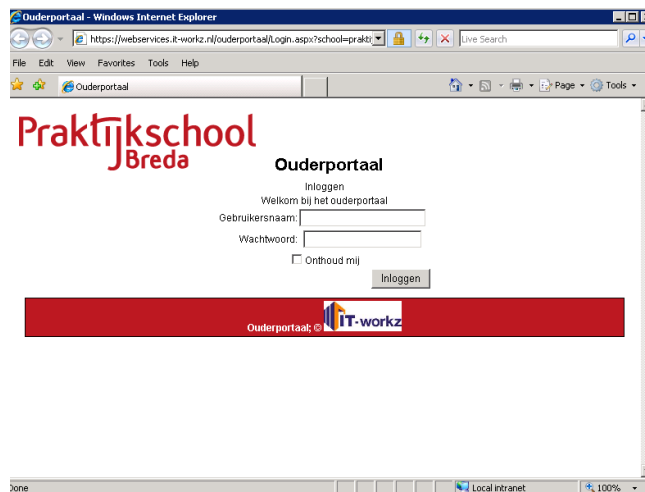 Ouderportaal - Windows Internet Explorer
https://webservices.it-workz.nl/ouderportaal/Login.aspx?school=prakti
Live Search
File Edit View Favorites Tools Help
Ouderportaal
Page Tools
Praktijkschool
Breda
Ouderportaal
Inloggen
Welkom bij het ouderportaal
Gebruikersnaam:
Wachtwoord:
Onthoud mij
Inloggen
Ouderportaal; © iT-workz
Done Local intranet 100%